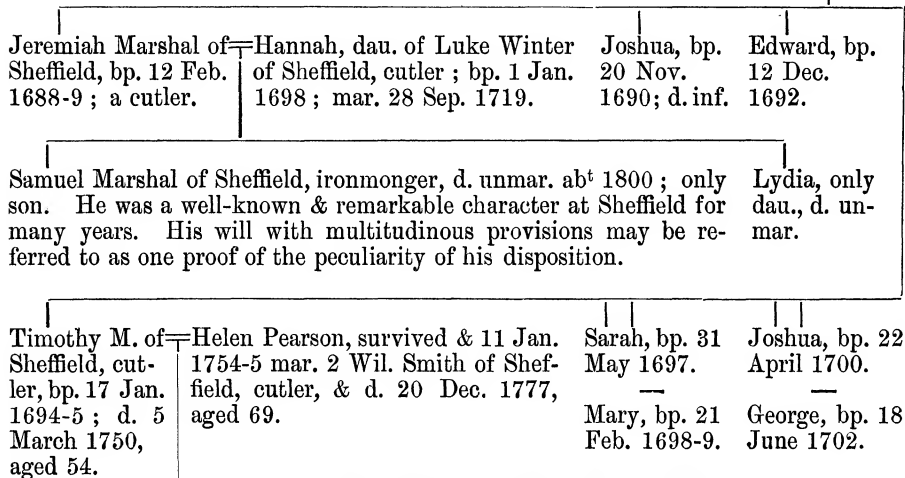 Jeremiah Marshal of
Sheffield, bp. 12 Feb.
1688-9 ; a cutler.
Hannah, dau. of Luke Winter
of Sheffield, cutler ; bp. 1 Jan.
1698 ; mar. 28 Sep. 1719.
Joshua, bp.
20 Nov.
1690; d. inf.
Edward, bp.
12 Dec.
1692.
Samuel Marshal of Sheffield, ironmonger, d. unmar. abᵗ 1800 ; only
son. He was a well-known & remarkable character at Sheffield for
many years. His will with multitudinous provisions may be re-
ferred to as one proof of the peculiarity of his disposition.
Lydia, only
dau., d. un-
mar.
Timothy M. of
Sheffield, cut-
ler, bp. 17 Jan.
1694-5 ; d. 5
March 1750,
aged 54.
Helen Pearson, survived & 11 Jan.
1754-5 mar. 2 Wil. Smith of Shef-
field, cutler, & d. 20 Dec. 1777,
aged 69.
Sarah, bp. 31
May 1697.
—
Mary, bp. 21
Feb. 1698-9.
Joshua, bp. 22
April 1700.
—
George, bp. 18
June 1702.